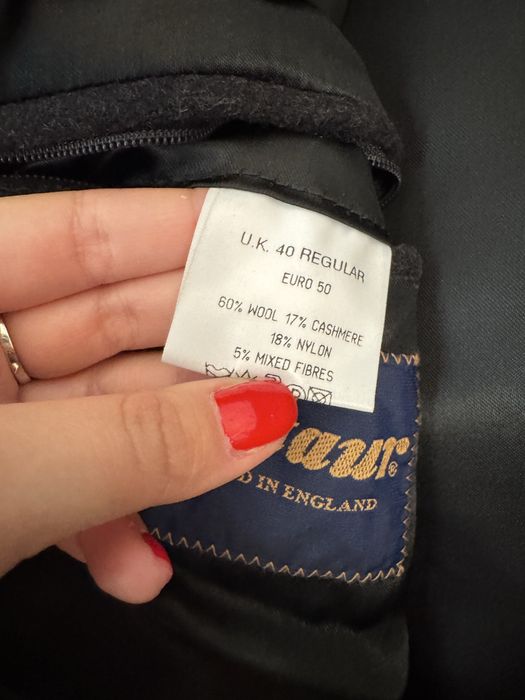 U.K. 40 REGULAR
EURO 50
60% WOOL 17% CASHMERE
18% NYLON
5% MIXED FIBRES
IN ENGLAND